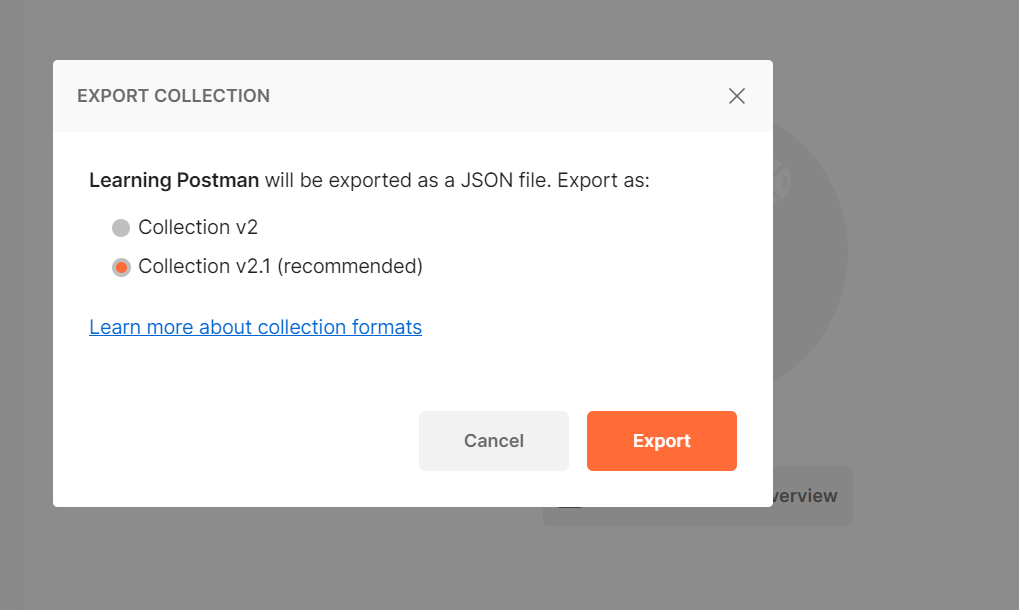 EXPORT COLLECTION
Learning Postman will be exported as a JSON file. Export as:
Collection v2
Collection v2.1 (recommended)
Learn more about collection formats
Cancel
Export